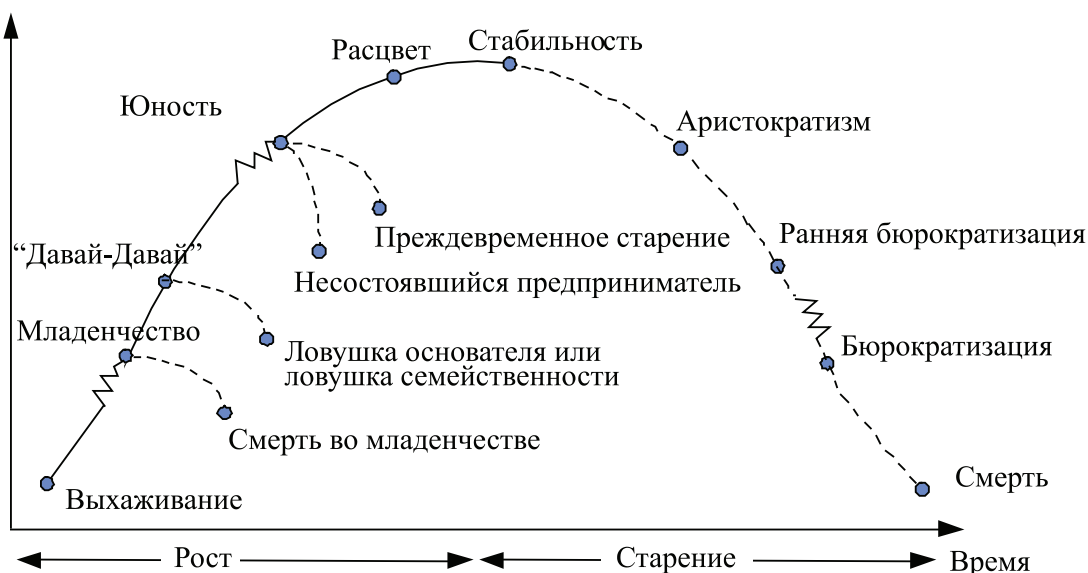 Расцвет
Стабильность
Юность
Аристократизм
Преждевременное старение
Ранняя бюрократизация
“Давай-Давай”
Несостоявшийся предприниматель
Младенчество
Ловушка основателя или
ловушка семейственности
Бюрократизация
Смерть во младенчестве
Смерть
Выхаживание
Рост
Старение
Время